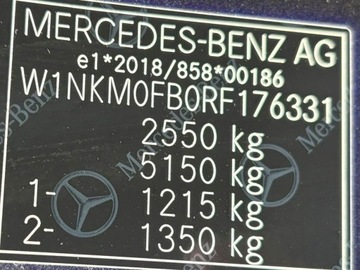 MERCEDES-BENZ AG
e1*2018/858*00186
W1NKM0FB0RF176331
2550 kg
5150 kg
1- 1215 kg
2- 1350 kg